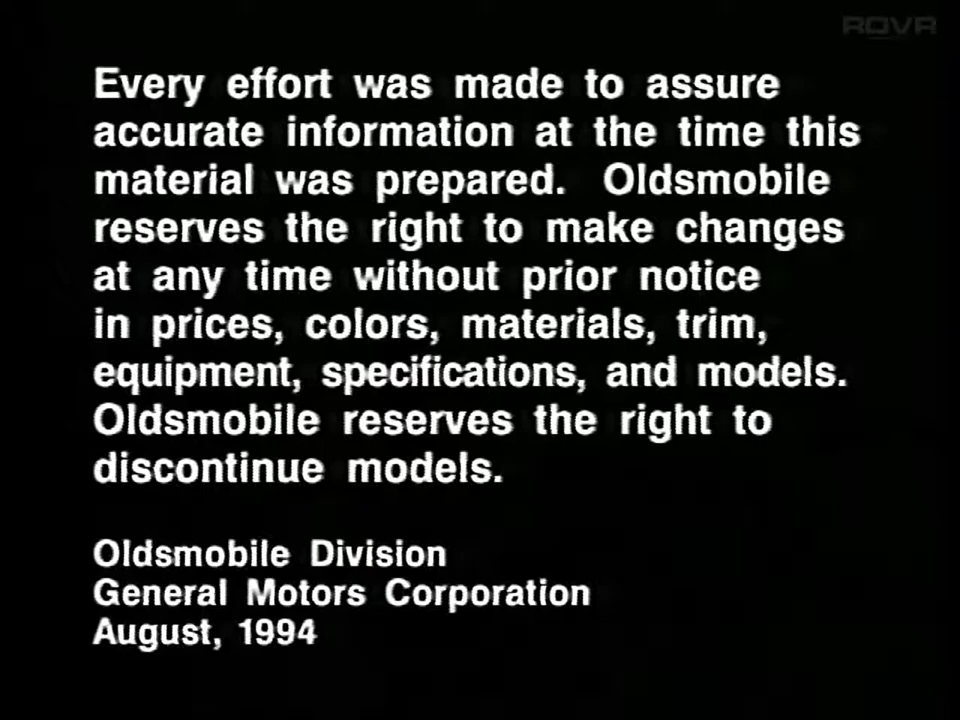 ROVR
Every effort was made to assure
accurate information at the time this
material was prepared. Oldsmobile
reserves the right to make changes
at any time without prior notice
in prices, colors, materials, trim,
equipment, specifications, and models.
Oldsmobile reserves the right to
discontinue models.
Oldsmobile Division
General Motors Corporation
August, 1994